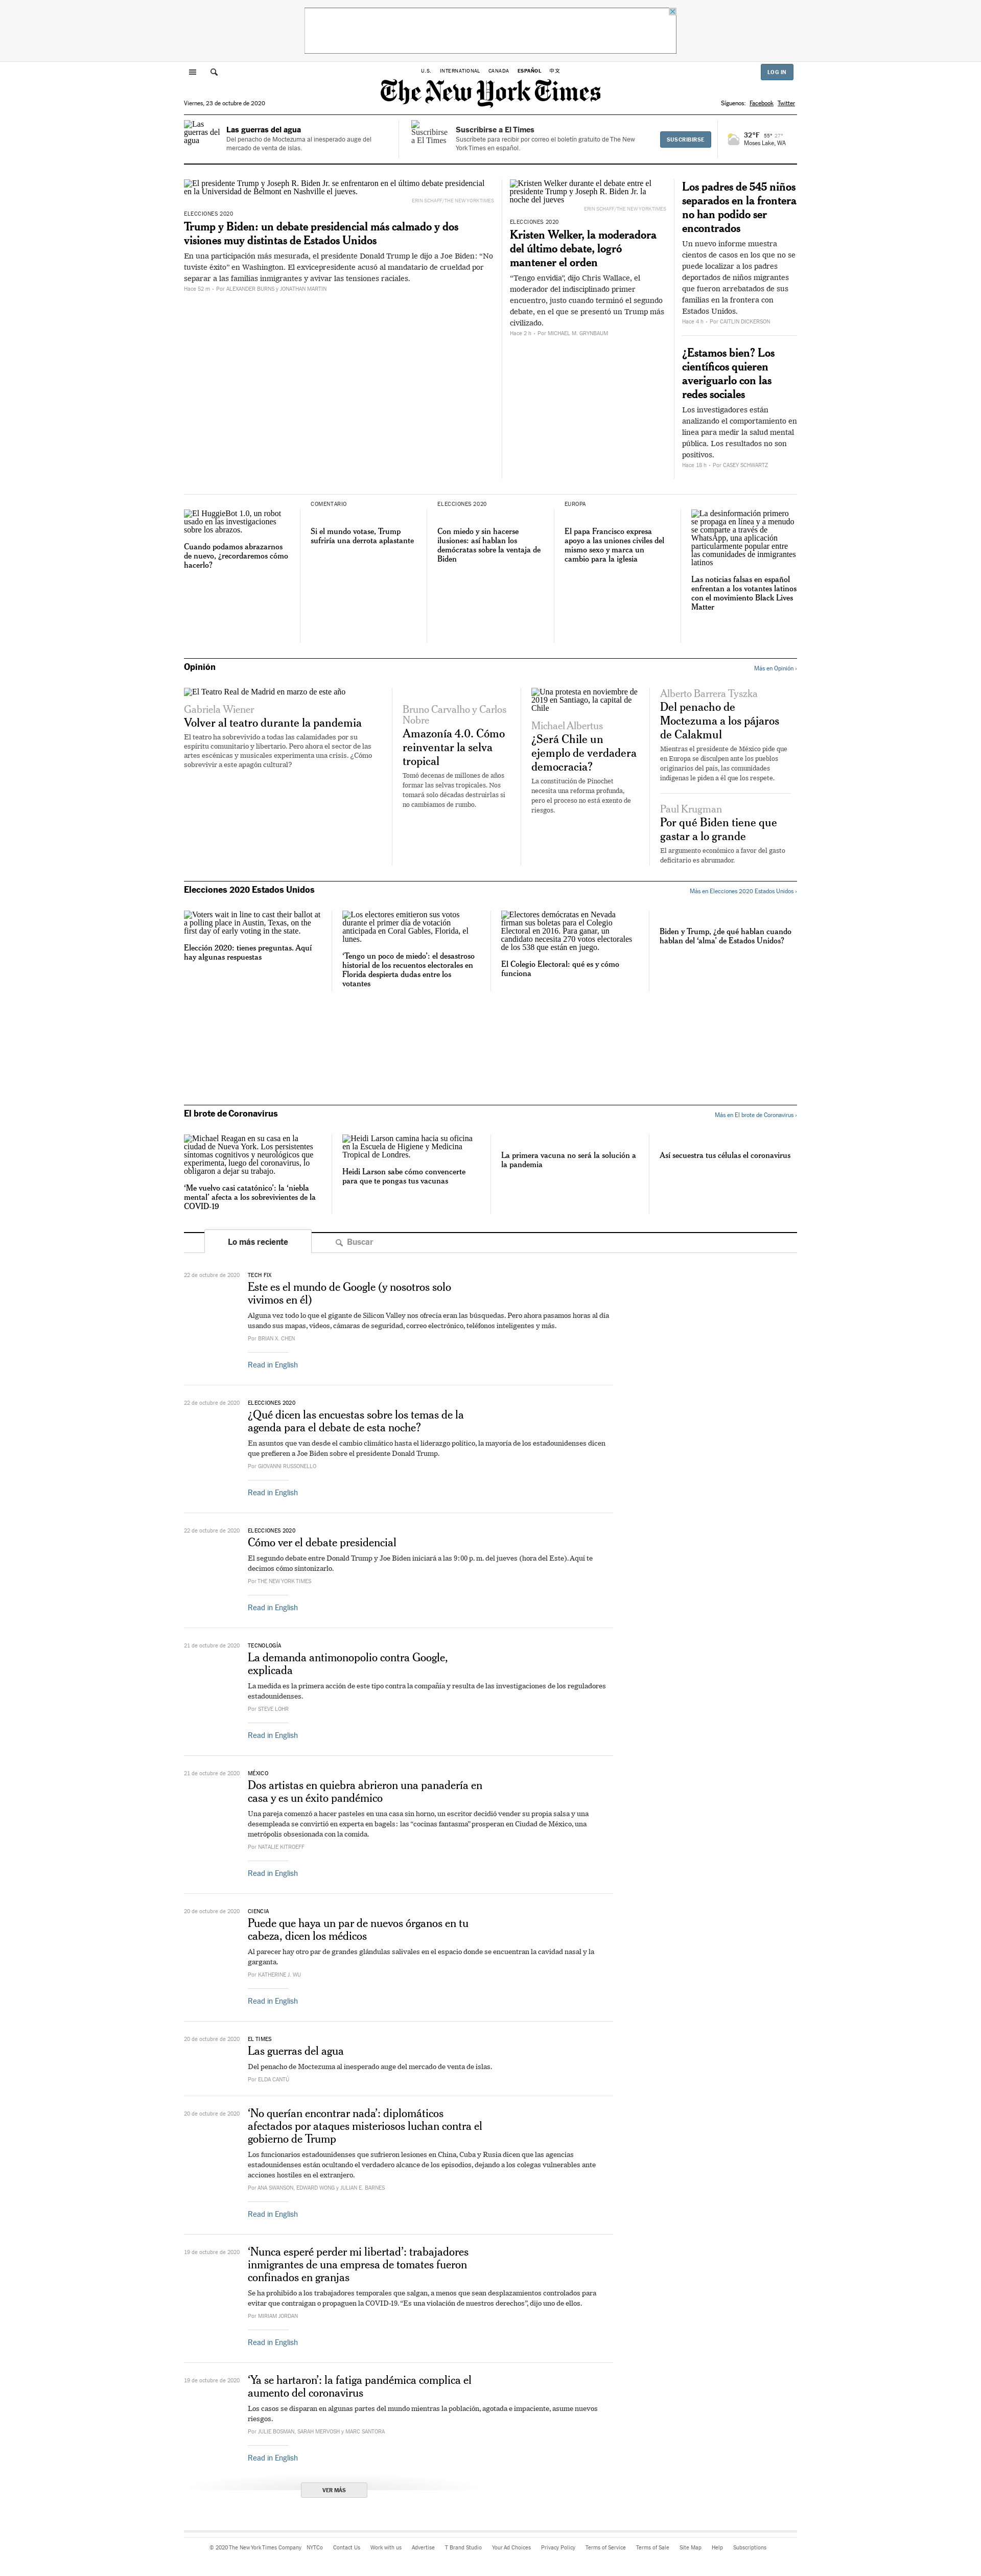 U.S. INTERNATIONAL CANADA ESPAÑOL 中文
LOG IN
The New York Times
Viernes, 23 de octubre de 2020
Síguenos: Facebook Twitter
Las guerras del agua
Las guerras del agua
Del penacho de Moctezuma al inesperado auge del
mercado de venta de islas.
Suscribirse a El Times
Suscribirse a El Times
Suscríbete para recibir por correo el boletín gratuito de The New
York Times en español.
SUSCRIBIRSE
32°F 55° 27°
Moses Lake, WA
El presidente Trump y Joseph R. Biden Jr. se enfrentaron en el último debate presidencial
en la Universidad de Belmont en Nashville el jueves.
ERIN SCHAFF/THE NEW YORK TIMES
ELECCIONES 2020
Trump y Biden: un debate presidencial más calmado y dos
visiones muy distintas de Estados Unidos
En una participación más mesurada, el presidente Donald Trump le dijo a Joe Biden: “No
tuviste éxito” en Washington. El exvicepresidente acusó al mandatario de crueldad por
separar a las familias inmigrantes y avivar las tensiones raciales.
Hace 52 m - Por ALEXANDER BURNS y JONATHAN MARTIN
Kristen Welker durante el debate entre el
presidente Trump y Joseph R. Biden Jr. la
noche del jueves
ERIN SCHAFF/THE NEW YORK TIMES
ELECCIONES 2020
Kristen Welker, la moderadora
del último debate, logró
mantener el orden
“Tengo envidia”, dijo Chris Wallace, el
moderador del indisciplinado primer
encuentro, justo cuando terminó el segundo
debate, en el que se presentó un Trump más
civilizado.
Hace 2 h - Por MICHAEL M. GRYNBAUM
Los padres de 545 niños
separados en la frontera
no han podido ser
encontrados
Un nuevo informe muestra
cientos de casos en los que no se
puede localizar a los padres
deportados de niños migrantes
que fueron arrebatados de sus
familias en la frontera con
Estados Unidos.
Hace 4 h - Por CAITLIN DICKERSON
¿Estamos bien? Los
científicos quieren
averiguarlo con las
redes sociales
Los investigadores están
analizando el comportamiento en
línea para medir la salud mental
pública. Los resultados no son
positivos.
Hace 18 h - Por CASEY SCHWARTZ
El HuggieBot 1.0, un robot
usado en las investigaciones
sobre los abrazos.
Cuando podamos abrazarnos
de nuevo, ¿recordaremos cómo
hacerlo?
COMENTARIO
Si el mundo votase, Trump
sufriría una derrota aplastante
ELECCIONES 2020
Con miedo y sin hacerse
ilusiones: así hablan los
demócratas sobre la ventaja de
Biden
EUROPA
El papa Francisco expresa
apoyo a las uniones civiles del
mismo sexo y marca un
cambio para la iglesia
La desinformación primero
se propaga en línea y a menudo
se comparte a través de
WhatsApp, una aplicación
particularmente popular entre
las comunidades de inmigrantes
latinos
Las noticias falsas en español
enfrentan a los votantes latinos
con el movimiento Black Lives
Matter
Opinión
Más en Opinión ›
El Teatro Real de Madrid en marzo de este año
Gabriela Wiener
Volver al teatro durante la pandemia
El teatro ha sobrevivido a todas las calamidades por su
espíritu comunitario y libertario. Pero ahora el sector de las
artes escénicas y musicales experimenta una crisis. ¿Cómo
sobrevivir a este apagón cultural?
Bruno Carvalho y Carlos
Nobre
Amazonía 4.0. Cómo
reinventar la selva
tropical
Tomó decenas de millones de años
formar las selvas tropicales. Nos
tomará solo décadas destruirlas si
no cambiamos de rumbo.
Una protesta en noviembre de
2019 en Santiago, la capital de
Chile
Michael Albertus
¿Será Chile un
ejemplo de verdadera
democracia?
La constitución de Pinochet
necesita una reforma profunda,
pero el proceso no está exento de
riesgos.
Alberto Barrera Tyszka
Del penacho de
Moctezuma a los pájaros
de Calakmul
Mientras el presidente de México pide que
en Europa se disculpen ante los pueblos
originarios del país, las comunidades
indígenas le piden a él que los respete.
Paul Krugman
Por qué Biden tiene que
gastar a lo grande
El argumento económico a favor del gasto
deficitario es abrumador.
Elecciones 2020 Estados Unidos
Más en Elecciones 2020 Estados Unidos ›
Voters wait in line to cast their ballot at
a polling place in Austin, Texas, on the
first day of early voting in the state.
Elección 2020: tienes preguntas. Aquí
hay algunas respuestas
Los electores emitieron sus votos
durante el primer día de votación
anticipada en Coral Gables, Florida, el
lunes.
‘Tengo un poco de miedo’: el desastroso
historial de los recuentos electorales en
Florida despierta dudas entre los
votantes
Electores demócratas en Nevada
firman sus boletas para el Colegio
Electoral en 2016. Para ganar, un
candidato necesita 270 votos electorales
de los 538 que están en juego.
El Colegio Electoral: qué es y cómo
funciona
Biden y Trump, ¿de qué hablan cuando
hablan del ‘alma’ de Estados Unidos?
El brote de Coronavirus
Más en El brote de Coronavirus ›
Michael Reagan en su casa en la
ciudad de Nueva York. Los persistentes
síntomas cognitivos y neurológicos que
experimenta, luego del coronavirus, lo
obligaron a dejar su trabajo.
‘Me vuelvo casi catatónico’: la ‘niebla
mental’ afecta a los sobrevivientes de la
COVID-19
Heidi Larson camina hacia su oficina
en la Escuela de Higiene y Medicina
Tropical de Londres.
Heidi Larson sabe cómo convencerte
para que te pongas tus vacunas
La primera vacuna no será la solución a
la pandemia
Así secuestra tus células el coronavirus
Lo más reciente
Buscar
22 de octubre de 2020
TECH FIX
Este es el mundo de Google (y nosotros solo
vivimos en él)
Alguna vez todo lo que el gigante de Silicon Valley nos ofrecía eran las búsquedas. Pero ahora pasamos horas al día
usando sus mapas, videos, cámaras de seguridad, correo electrónico, teléfonos inteligentes y más.
Por BRIAN X. CHEN
Read in English
22 de octubre de 2020
ELECCIONES 2020
¿Qué dicen las encuestas sobre los temas de la
agenda para el debate de esta noche?
En asuntos que van desde el cambio climático hasta el liderazgo político, la mayoría de los estadounidenses dicen
que prefieren a Joe Biden sobre el presidente Donald Trump.
Por GIOVANNI RUSSONELLO
Read in English
22 de octubre de 2020
ELECCIONES 2020
Cómo ver el debate presidencial
El segundo debate entre Donald Trump y Joe Biden iniciará a las 9:00 p. m. del jueves (hora del Este). Aquí te
decimos cómo sintonizarlo.
Por THE NEW YORK TIMES
Read in English
21 de octubre de 2020
TECNOLOGÍA
La demanda antimonopolio contra Google,
explicada
La medida es la primera acción de este tipo contra la compañía y resulta de las investigaciones de los reguladores
estadounidenses.
Por STEVE LOHR
Read in English
21 de octubre de 2020
MÉXICO
Dos artistas en quiebra abrieron una panadería en
casa y es un éxito pandémico
Una pareja comenzó a hacer pasteles en una casa sin horno, un escritor decidió vender su propia salsa y una
desempleada se convirtió en experta en bagels: las “cocinas fantasma” prosperan en Ciudad de México, una
metrópolis obsesionada con la comida.
Por NATALIE KITROEFF
Read in English
20 de octubre de 2020
CIENCIA
Puede que haya un par de nuevos órganos en tu
cabeza, dicen los médicos
Al parecer hay otro par de grandes glándulas salivales en el espacio donde se encuentran la cavidad nasal y la
garganta.
Por KATHERINE J. WU
Read in English
20 de octubre de 2020
EL TIMES
Las guerras del agua
Del penacho de Moctezuma al inesperado auge del mercado de venta de islas.
Por ELDA CANTÚ
20 de octubre de 2020
‘No querían encontrar nada’: diplomáticos
afectados por ataques misteriosos luchan contra el
gobierno de Trump
Los funcionarios estadounidenses que sufrieron lesiones en China, Cuba y Rusia dicen que las agencias
estadounidenses están ocultando el verdadero alcance de los episodios, dejando a los colegas vulnerables ante
acciones hostiles en el extranjero.
Por ANA SWANSON, EDWARD WONG y JULIAN E. BARNES
Read in English
19 de octubre de 2020
‘Nunca esperé perder mi libertad’: trabajadores
inmigrantes de una empresa de tomates fueron
confinados en granjas
Se ha prohibido a los trabajadores temporales que salgan, a menos que sean desplazamientos controlados para
evitar que contraigan o propaguen la COVID-19. “Es una violación de nuestros derechos”, dijo uno de ellos.
Por MIRIAM JORDAN
Read in English
19 de octubre de 2020
‘Ya se hartaron’: la fatiga pandémica complica el
aumento del coronavirus
Los casos se disparan en algunas partes del mundo mientras la población, agotada e impaciente, asume nuevos
riesgos.
Por JULIE BOSMAN, SARAH MERVOSH y MARC SANTORA
Read in English
VER MÁS
© 2020 The New York Times Company NYTCo Contact Us Work with us Advertise T Brand Studio Your Ad Choices Privacy Policy Terms of Service Terms of Sale Site Map Help Subscriptions